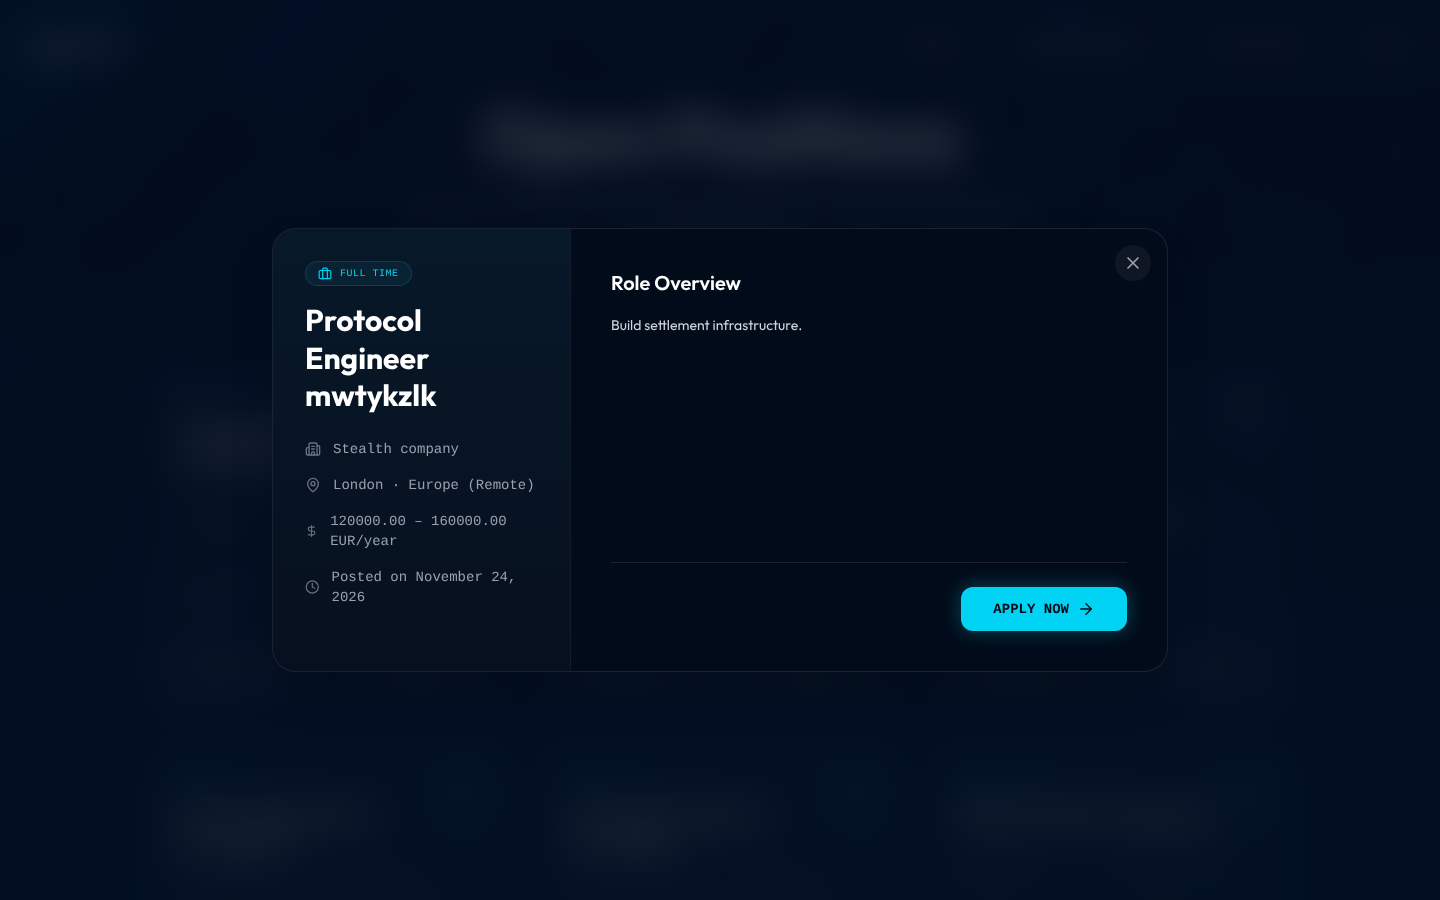 FULL TIME
Protocol
Engineer
mwtykzlk
Stealth company
London · Europe (Remote)
120000.00 – 160000.00
EUR/year
Posted on November 24,
2026
Role Overview
Build settlement infrastructure.
APPLY NOW